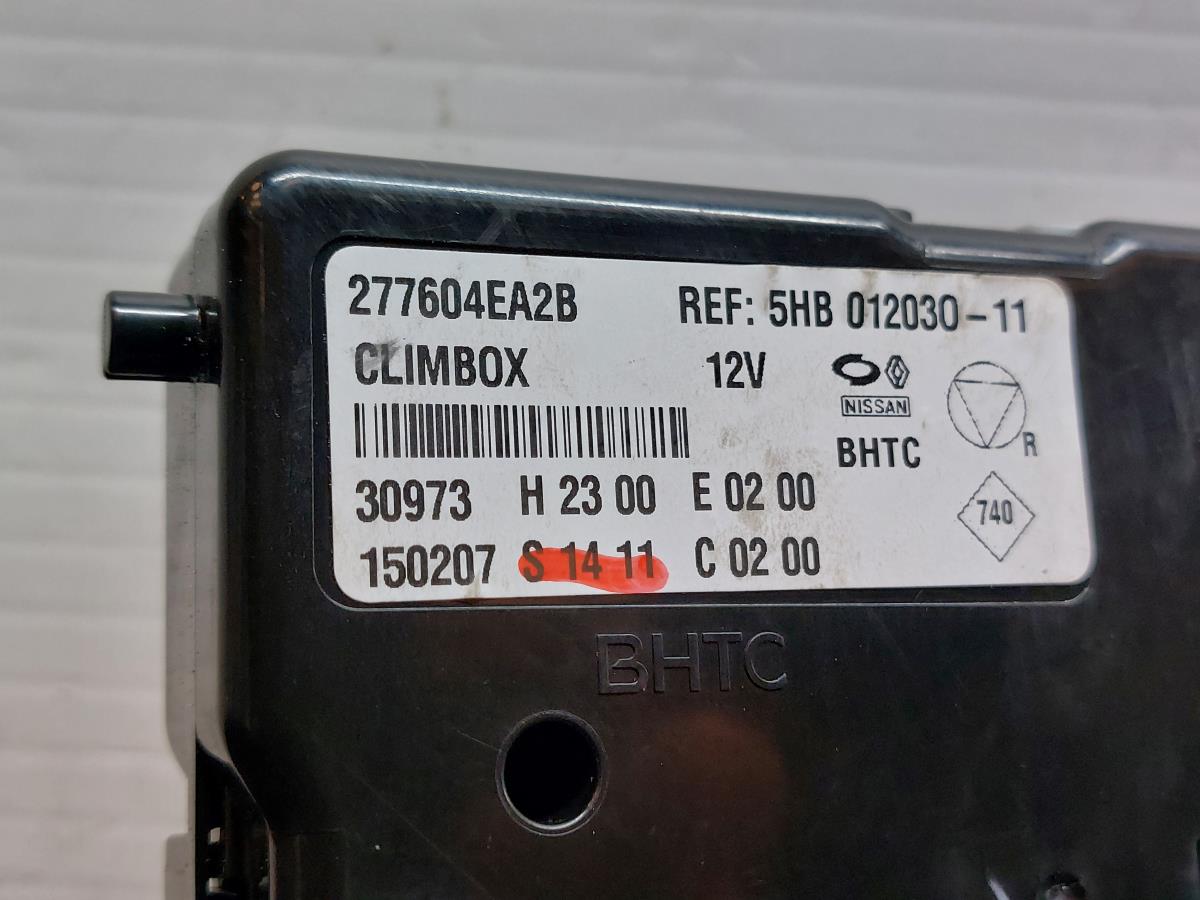 277604EA2B REF: 5HB 012030-11
CLIMBOX 12V
NISSAN
BHTC R
30973 H 23 00 E 02 00 740
150207 S 14 11 C 02 00
BHTC